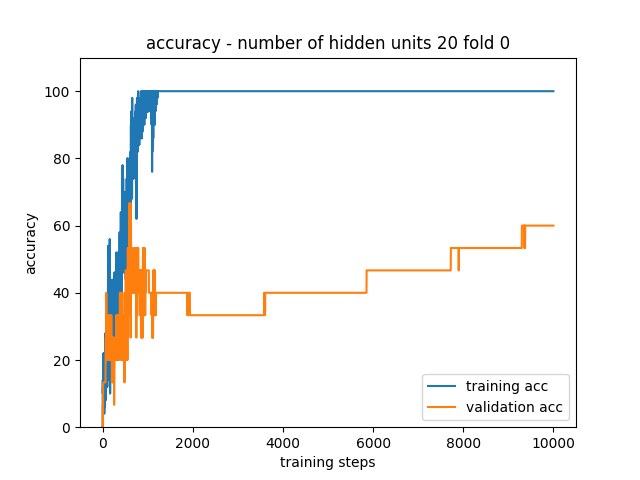 accuracy - number of hidden units 20 fold 0
100
80
60
40
20
0
accuracy
0 2000 4000 6000 8000 10000
training steps
training acc
validation acc